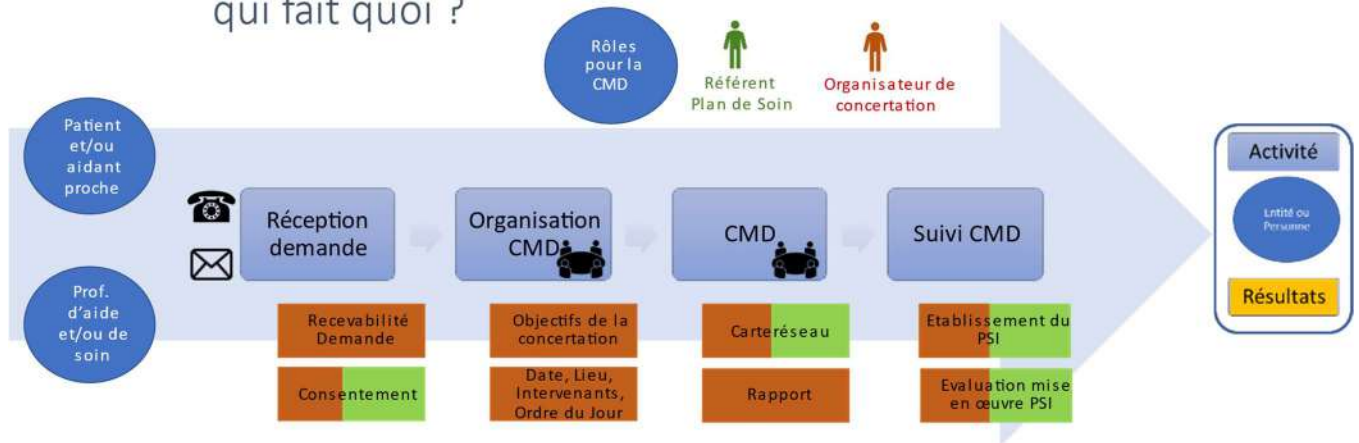 qui fait quoi ?
Rôles
pour la
CMD
Référent
Plan de Soin
Organisateur de
concertation
Patient
et/ou
aidant
proche
Prof.
d'aide
et/ou de
soin
Réception
demande
Organisation
CMD
CMD
Suivi CMD
Recevabilité
Demande
Consentement
Objectifs de la
concertation
Date, Lieu,
Intervenants,
Ordre du Jour
Carteréseau
Rapport
Etablissement du
PSI
Evaluation mise
en œuvre PSI
Activité
Entité ou
Personne
Résultats